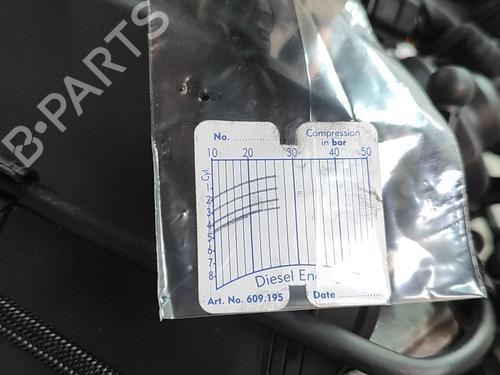 B-PARTS
No. ............... Compression
in bar
10 20 30 40 50
Cyl.
1
2
3
4
5
6
7
8
Diesel
Art. No. 609.195 Date ...............